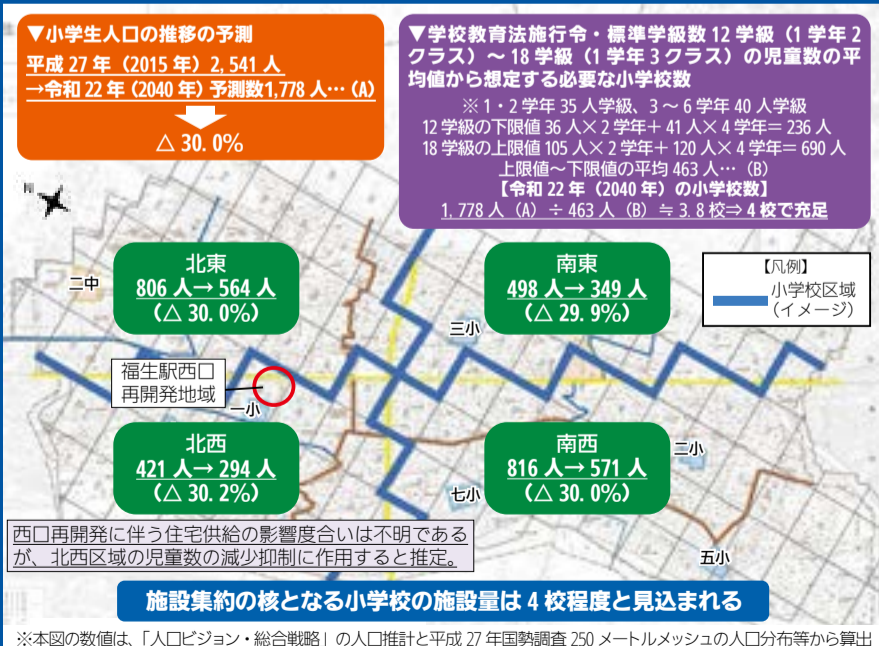 ▼小学生人口の推移の予測
平成 27 年（2015 年）2, 541 人
→令和 22 年（2040 年）予測数1,778 人… (A)
△ 30. 0%
▼学校教育法施行令・標準学級数 12 学級（1 学年 2
クラス）～ 18 学級（1 学年 3 クラス）の児童数の平
均値から想定する必要な小学校数
※ 1・2 学年 35 人学級、3 ～ 6 学年 40 人学級
12 学級の下限値 36 人× 2 学年＋ 41 人× 4 学年＝ 236 人
18 学級の上限値 105 人× 2 学年＋ 120 人× 4 学年＝ 690 人
上限値～下限値の平均 463 人…（B）
【令和 22 年（2040 年）の小学校数】
1, 778 人（A）÷ 463 人（B）≒ 3. 8 校⇒ 4 校で充足
二中
北東
806 人→ 564 人
(△ 30. 0%)
南東
498 人→ 349 人
(△ 29. 9%)
【凡例】
小学校区域
（イメージ）
三小
福生駅西口
再開発地域
一小
北西
421 人→ 294 人
(△ 30. 2%)
南西
816 人→ 571 人
(△ 30. 0%)
二小
七小
五小
西口再開発に伴う住宅供給の影響度合いは不明である
が、北西区域の児童数の減少抑制に作用すると推定。
施設集約の核となる小学校の施設量は 4 校程度と見込まれる
※本図の数値は、「人口ビジョン・総合戦略」の人口推計と平成 27 年国勢調査 250 メートルメッシュの人口分布等から算出